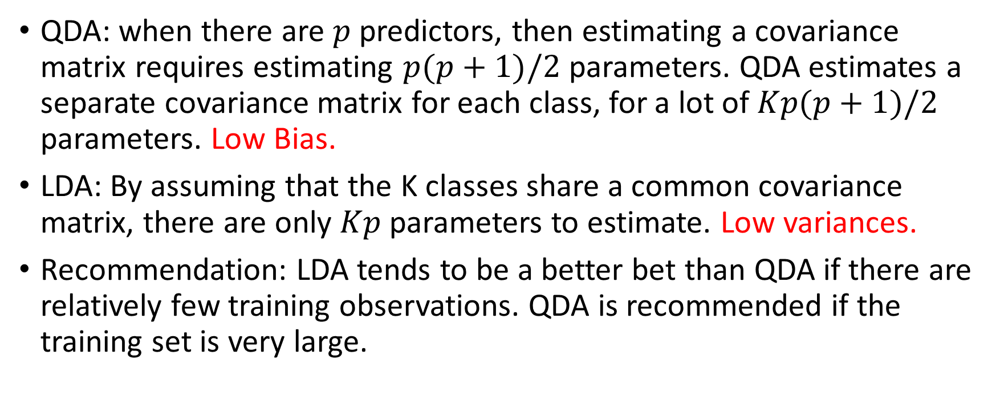 • QDA: when there are p predictors, then estimating a covariance
matrix requires estimating p(p + 1)/2 parameters. QDA estimates a
separate covariance matrix for each class, for a lot of Kp(p + 1)/2
parameters. Low Bias.
• LDA: By assuming that the K classes share a common covariance
matrix, there are only Kp parameters to estimate. Low variances.
• Recommendation: LDA tends to be a better bet than QDA if there are
relatively few training observations. QDA is recommended if the
training set is very large.